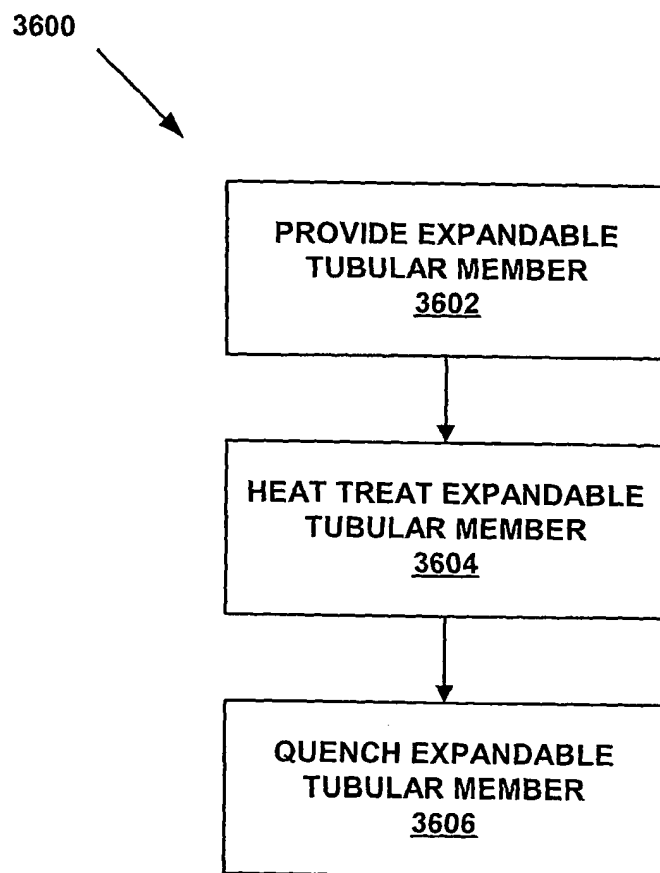 3600
PROVIDE EXPANDABLE
TUBULAR MEMBER
3602
HEAT TREAT EXPANDABLE
TUBULAR MEMBER
3604
QUENCH EXPANDABLE
TUBULAR MEMBER
3606